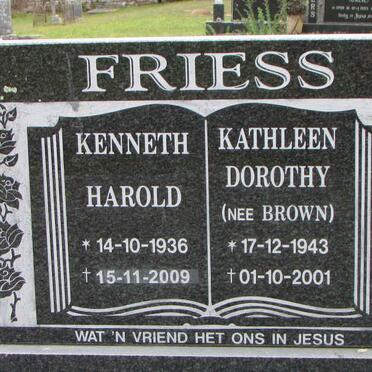 FRIESS
KENNETH
HAROLD
* 14-10-1936
† 15-11-2009
KATHLEEN
DOROTHY
(NEE BROWN)
* 17-12-1943
† 01-10-2001
WAT 'N VRIEND HET ONS IN JESUS